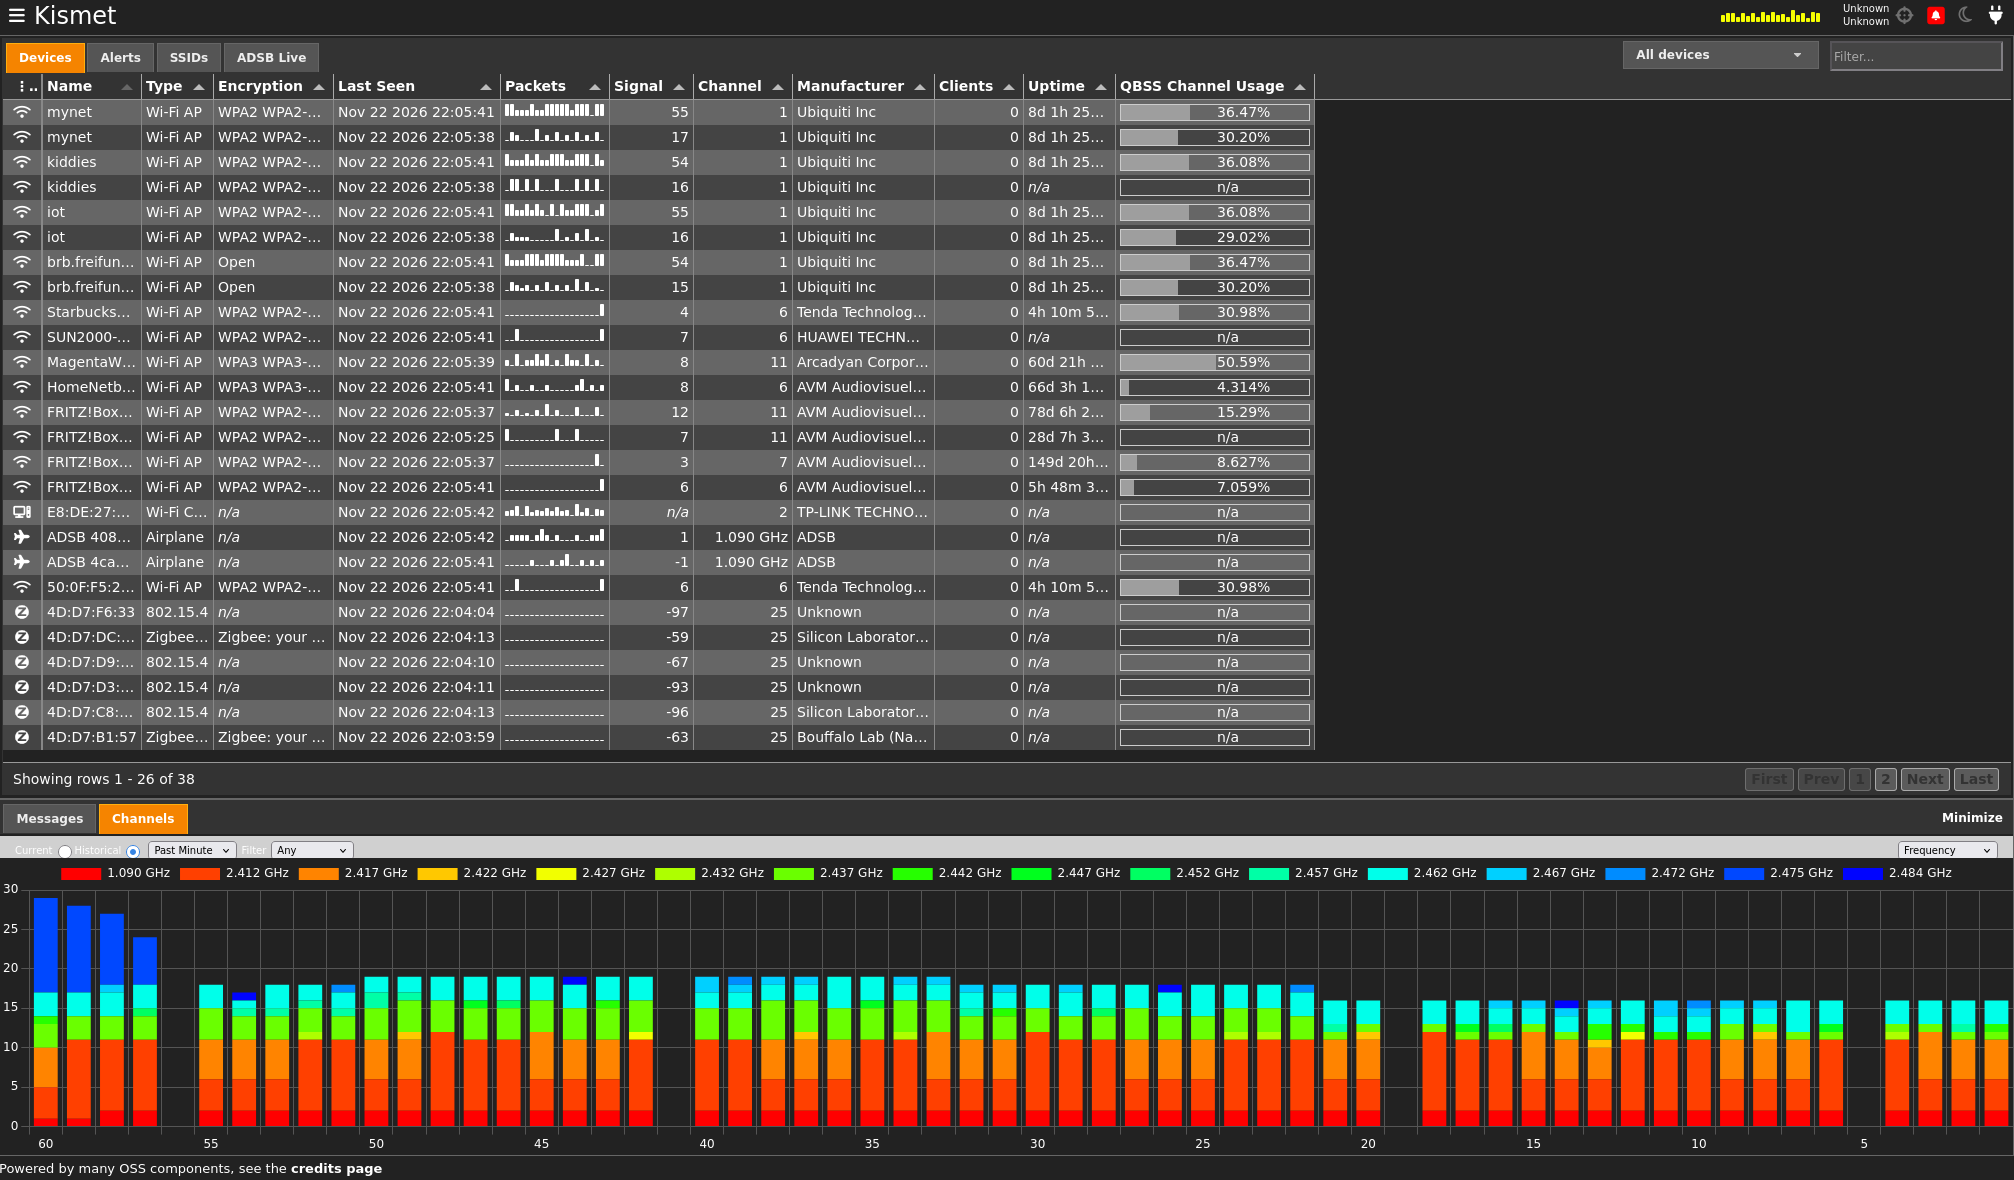 Kismet
Unknown
Unknown
Devices Alerts SSIDs ADSB Live
All devices Filter...
⋮.. Name Type Encryption Last Seen Packets Signal Channel Manufacturer Clients Uptime QBSS Channel Usage
mynet Wi-Fi AP WPA2 WPA2-... Nov 22 2026 22:05:41 55 1 Ubiquiti Inc 0 8d 1h 25... 36.47%
mynet Wi-Fi AP WPA2 WPA2-... Nov 22 2026 22:05:38 17 1 Ubiquiti Inc 0 8d 1h 25... 30.20%
kiddies Wi-Fi AP WPA2 WPA2-... Nov 22 2026 22:05:41 54 1 Ubiquiti Inc 0 8d 1h 25... 36.08%
kiddies Wi-Fi AP WPA2 WPA2-... Nov 22 2026 22:05:38 16 1 Ubiquiti Inc 0 n/a n/a
iot Wi-Fi AP WPA2 WPA2-... Nov 22 2026 22:05:41 55 1 Ubiquiti Inc 0 8d 1h 25... 36.08%
iot Wi-Fi AP WPA2 WPA2-... Nov 22 2026 22:05:38 16 1 Ubiquiti Inc 0 8d 1h 25... 29.02%
brb.freifun... Wi-Fi AP Open Nov 22 2026 22:05:41 54 1 Ubiquiti Inc 0 8d 1h 25... 36.47%
brb.freifun... Wi-Fi AP Open Nov 22 2026 22:05:38 15 1 Ubiquiti Inc 0 8d 1h 25... 30.20%
Starbucks... Wi-Fi AP WPA2 WPA2-... Nov 22 2026 22:05:41 4 6 Tenda Technolog... 0 4h 10m 5... 30.98%
SUN2000-... Wi-Fi AP WPA2 WPA2-... Nov 22 2026 22:05:41 7 6 HUAWEI TECHN... 0 n/a n/a
MagentaW... Wi-Fi AP WPA3 WPA3-... Nov 22 2026 22:05:39 8 11 Arcadyan Corpor... 0 60d 21h ... 50.59%
HomeNetb... Wi-Fi AP WPA3 WPA3-... Nov 22 2026 22:05:41 8 6 AVM Audiovisuel... 0 66d 3h 1... 4.314%
FRITZ!Box... Wi-Fi AP WPA2 WPA2-... Nov 22 2026 22:05:37 12 11 AVM Audiovisuel... 0 78d 6h 2... 15.29%
FRITZ!Box... Wi-Fi AP WPA2 WPA2-... Nov 22 2026 22:05:25 7 11 AVM Audiovisuel... 0 28d 7h 3... n/a
FRITZ!Box... Wi-Fi AP WPA2 WPA2-... Nov 22 2026 22:05:37 3 7 AVM Audiovisuel... 0 149d 20h... 8.627%
FRITZ!Box... Wi-Fi AP WPA2 WPA2-... Nov 22 2026 22:05:41 6 6 AVM Audiovisuel... 0 5h 48m 3... 7.059%
E8:DE:27:... Wi-Fi C... n/a Nov 22 2026 22:05:42 n/a 2 TP-LINK TECHNO... 0 n/a n/a
ADSB 408... Airplane n/a Nov 22 2026 22:05:42 1 1.090 GHz ADSB 0 n/a n/a
ADSB 4ca... Airplane n/a Nov 22 2026 22:05:41 -1 1.090 GHz ADSB 0 n/a n/a
50:0F:F5:2... Wi-Fi AP WPA2 WPA2-... Nov 22 2026 22:05:41 6 6 Tenda Technolog... 0 4h 10m 5... 30.98%
4D:D7:F6:33 802.15.4 n/a Nov 22 2026 22:04:04 -97 25 Unknown 0 n/a n/a
4D:D7:DC:... Zigbee... Zigbee: your ... Nov 22 2026 22:04:13 -59 25 Silicon Laborator... 0 n/a n/a
4D:D7:D9:... 802.15.4 n/a Nov 22 2026 22:04:10 -67 25 Unknown 0 n/a n/a
4D:D7:D3:... 802.15.4 n/a Nov 22 2026 22:04:11 -93 25 Unknown 0 n/a n/a
4D:D7:C8:... 802.15.4 n/a Nov 22 2026 22:04:13 -96 25 Silicon Laborator... 0 n/a n/a
4D:D7:B1:57 Zigbee... Zigbee: your ... Nov 22 2026 22:03:59 -63 25 Bouffalo Lab (Na... 0 n/a n/a
Showing rows 1 - 26 of 38 First Prev 1 2 Next Last
Messages Channels Minimize
Current Historical Past Minute Filter Any Frequency
1.090 GHz 2.412 GHz 2.417 GHz 2.422 GHz 2.427 GHz 2.432 GHz 2.437 GHz 2.442 GHz 2.447 GHz 2.452 GHz 2.457 GHz 2.462 GHz 2.467 GHz 2.472 GHz 2.475 GHz 2.484 GHz
30
25
20
15
10
5
0
60 55 50 45 40 35 30 25 20 15 10 5
Powered by many OSS components, see the credits page